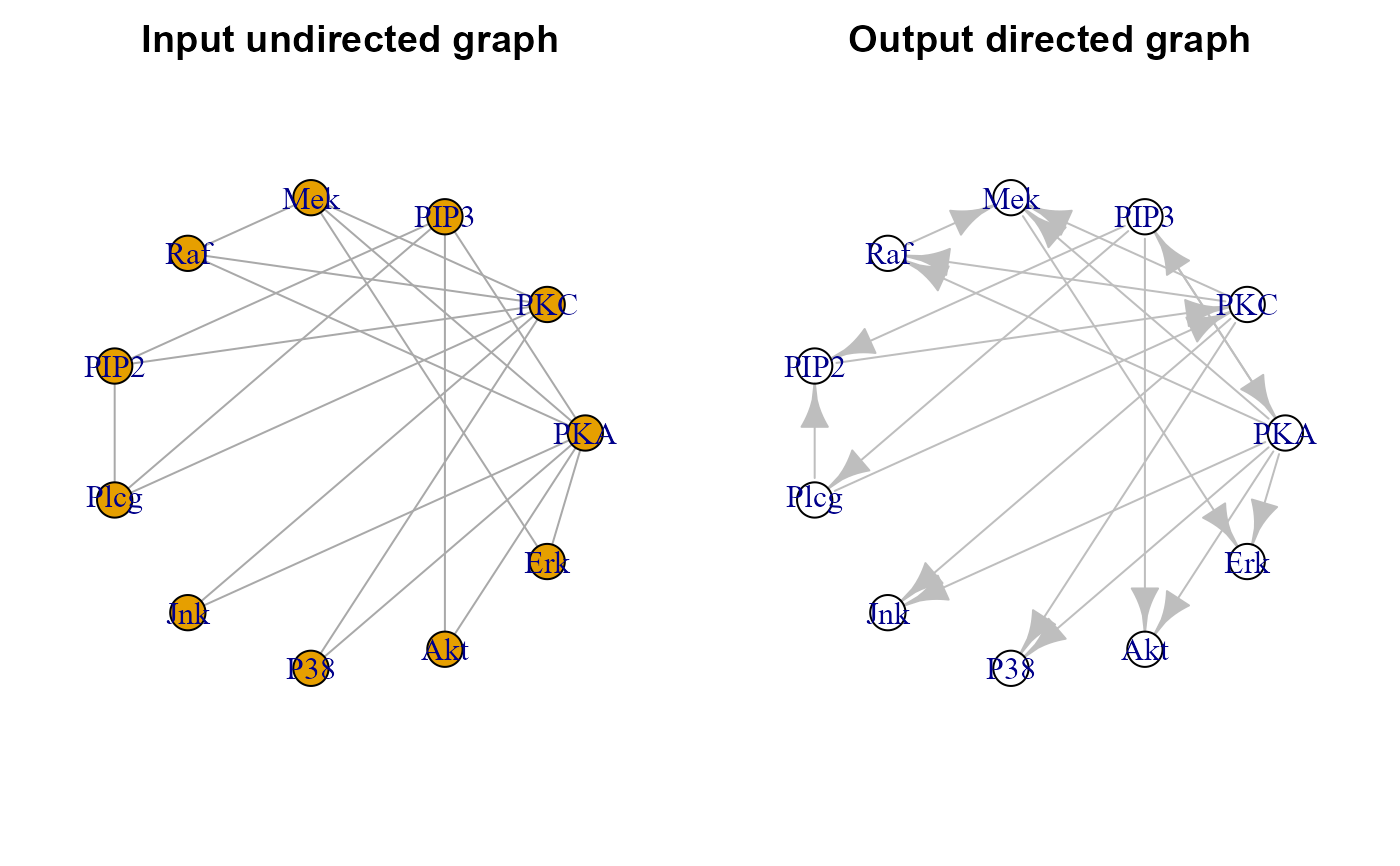 Input undirected graph
Mek
PIP3
Raf
PKC
PIP2
PKA
Plcg
Erk
Jnk
Akt
P38
Output directed graph
Mek
PIP3
Raf
PKC
PIP2
PKA
Plcg
Erk
Jnk
Akt
P38